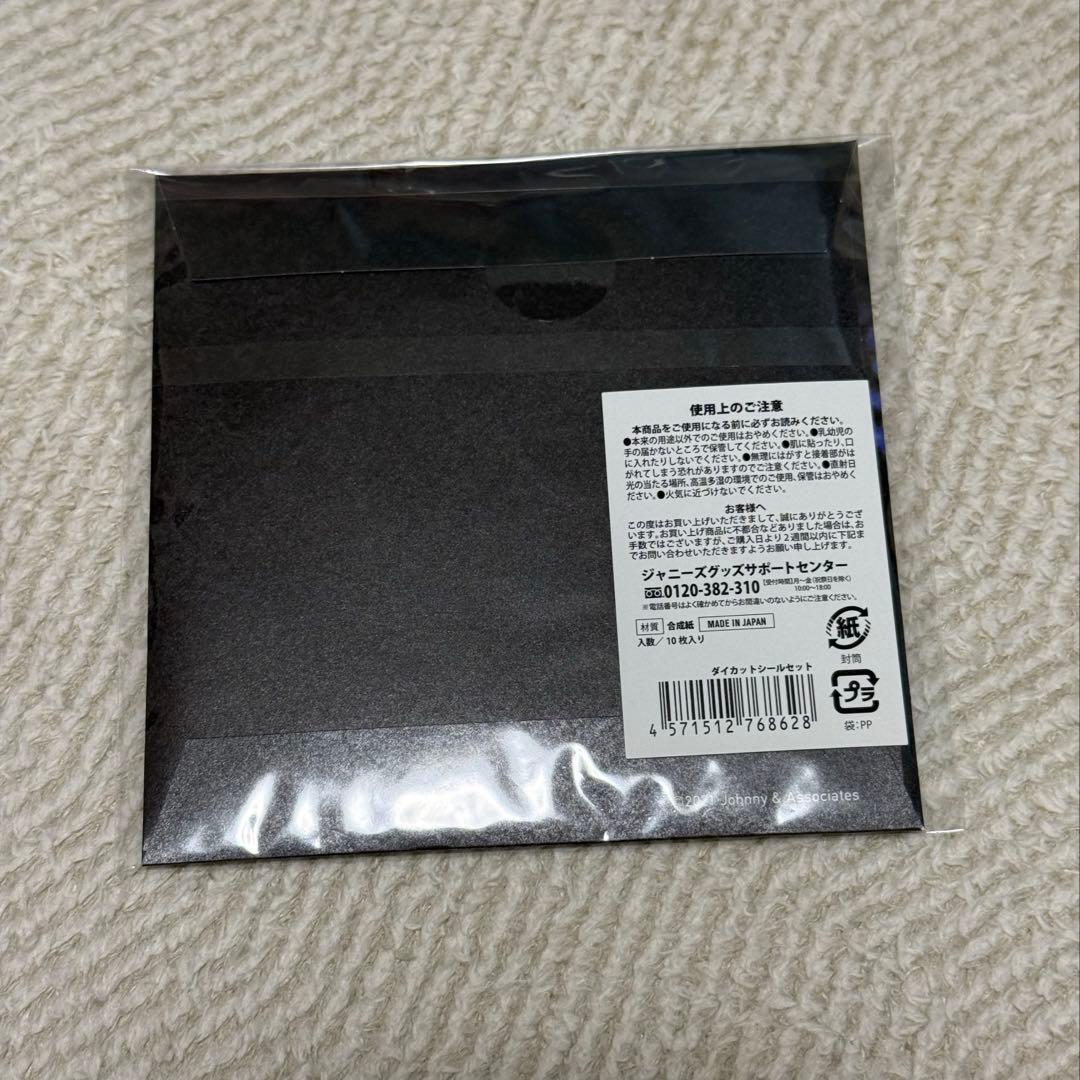 使用上のご注意
本商品をご使用になる前に必ずお読みください。
●本来の用途以外でのご使用はおやめください。●乳幼児の
手の届かないところで保管してください。●肌に貼ったり、口
に入れたりしないでください。●無理にはがすと接着部がは
がれてしまう恐れがありますのでご注意ください。●直射日
光の当たる場所、高温多湿の環境でのご使用、保管はおやめく
ださい。●火気に近づけないでください。
お客様へ
この度はお買い上げいただきまして、誠にありがとうござ
います。お買い上げ商品に不都合などありました場合は、お
手数ではございますが、ご購入日より2週間以内に下記ま
でお問い合わせいただきますようお願い申し上げます。
ジャニーズグッズサポートセンター
0120-382-310 【受付時間】月〜金（祝祭日を除く）
10:00〜18:00
※電話番号はよく確かめてからお間違いのないようにご注意ください。
材質 合成紙 MADE IN JAPAN
入数／10枚入り
紙
封筒
ダイカットシールセット
プラ
4 571512 768628
袋：PP
Johnny & Associates